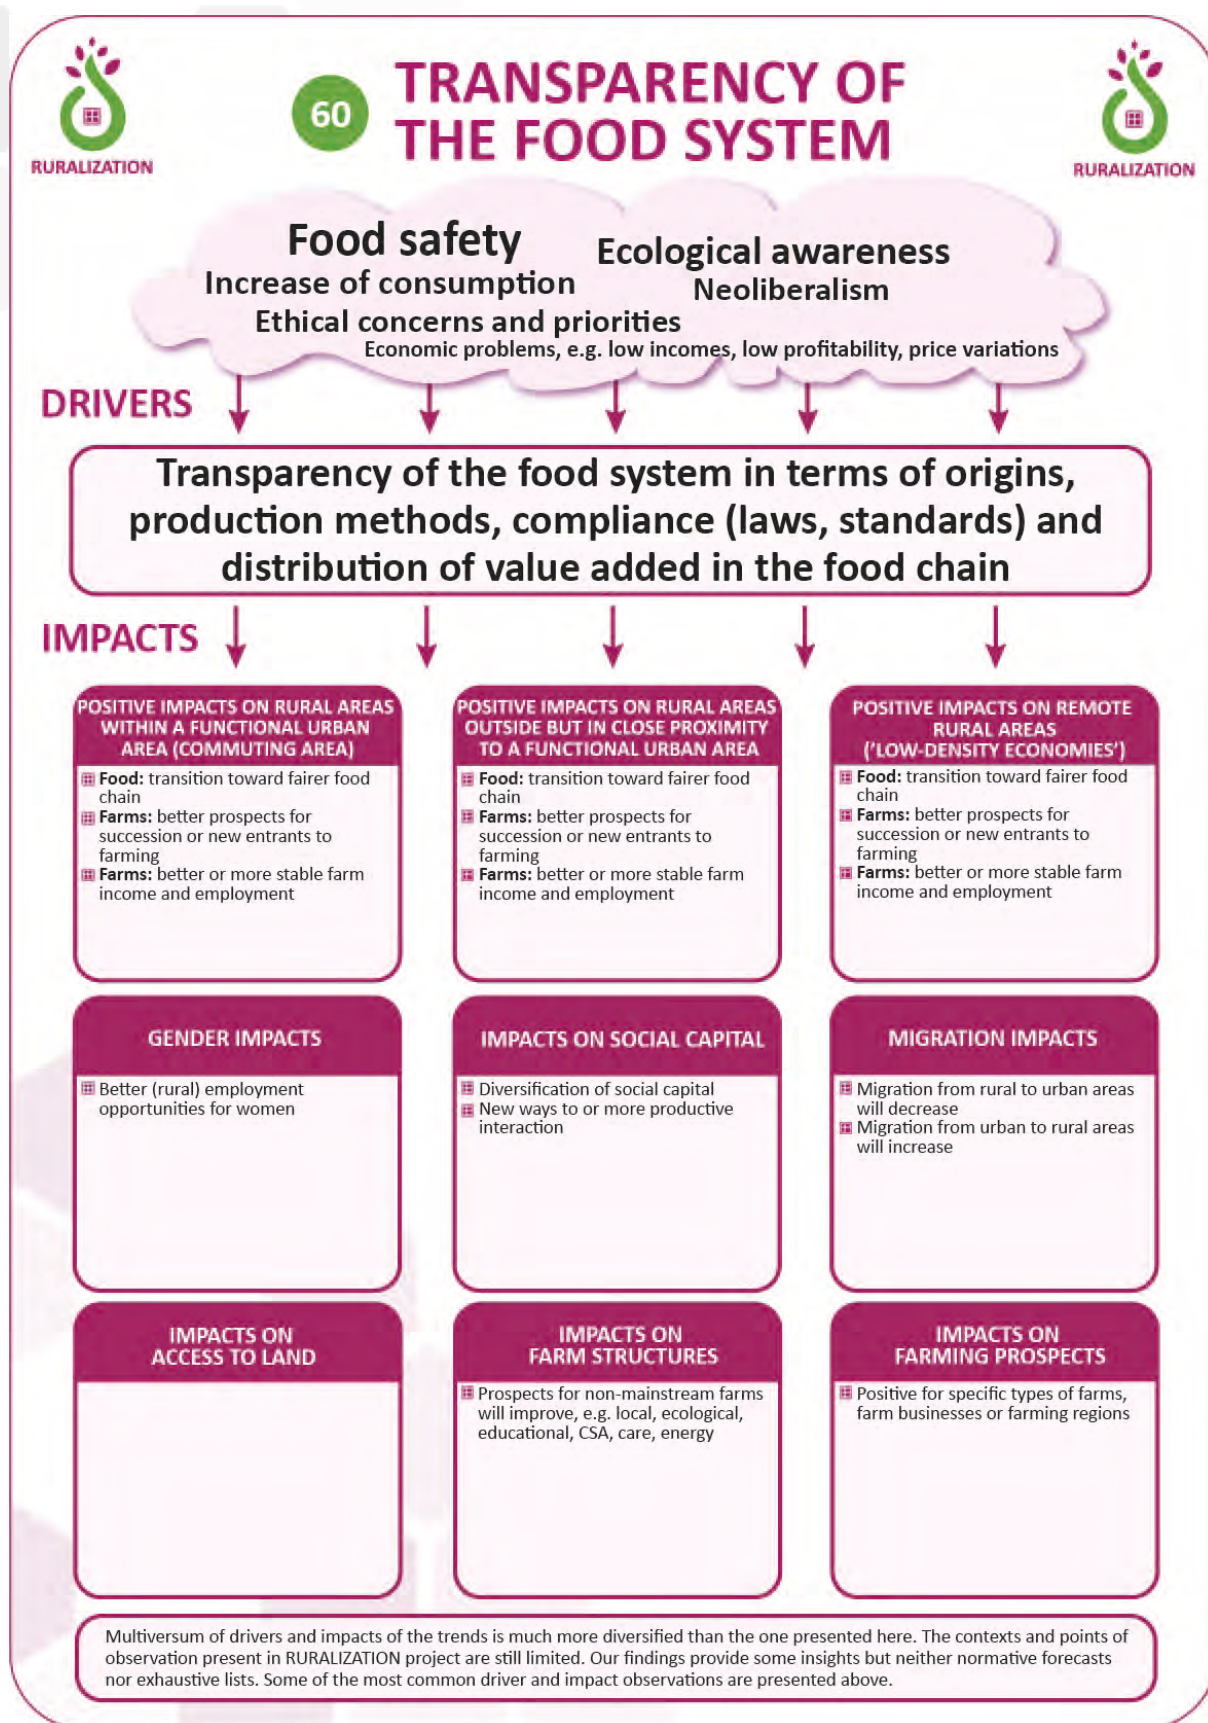 RURALIZATION
60
TRANSPARENCY OF
THE FOOD SYSTEM
RURALIZATION
Food safety
Ecological awareness
Increase of consumption
Neoliberalism
Ethical concerns and priorities
Economic problems, e.g. low incomes, low profitability, price variations
DRIVERS
Transparency of the food system in terms of origins,
production methods, compliance (laws, standards) and
distribution of value added in the food chain
IMPACTS
POSITIVE IMPACTS ON RURAL AREAS
WITHIN A FUNCTIONAL URBAN
AREA (COMMUTING AREA)
Food: transition toward fairer food
chain
Farms: better prospects for
succession or new entrants to
farming
Farms: better or more stable farm
income and employment
POSITIVE IMPACTS ON RURAL AREAS
OUTSIDE BUT IN CLOSE PROXIMITY
TO A FUNCTIONAL URBAN AREA
Food: transition toward fairer food
chain
Farms: better prospects for
succession or new entrants to
farming
Farms: better or more stable farm
income and employment
POSITIVE IMPACTS ON REMOTE
RURAL AREAS
('LOW-DENSITY ECONOMIES')
Food: transition toward fairer food
chain
Farms: better prospects for
succession or new entrants to
farming
Farms: better or more stable farm
income and employment
GENDER IMPACTS
Better (rural) employment
opportunities for women
IMPACTS ON SOCIAL CAPITAL
Diversification of social capital
New ways to or more productive
interaction
MIGRATION IMPACTS
Migration from rural to urban areas
will decrease
Migration from urban to rural areas
will increase
IMPACTS ON
ACCESS TO LAND
IMPACTS ON
FARM STRUCTURES
Prospects for non-mainstream farms
will improve, e.g. local, ecological,
educational, CSA, care, energy
IMPACTS ON
FARMING PROSPECTS
Positive for specific types of farms,
farm businesses or farming regions
Multiversum of drivers and impacts of the trends is much more diversified than the one presented here. The contexts and points of
observation present in RURALIZATION project are still limited. Our findings provide some insights but neither normative forecasts
nor exhaustive lists. Some of the most common driver and impact observations are presented above.